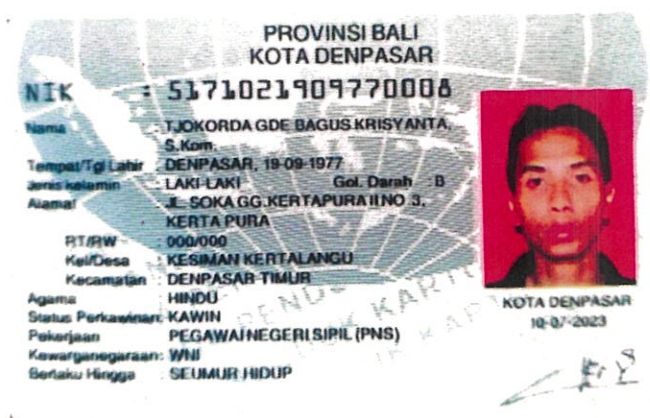 PROVINSI BALI
KOTA DENPASAR
NIK : 5171021909770008
Nama : TJOKORDA GDE BAGUS KRISYANTA,
S.Kom.
Tempat/Tgl Lahir : DENPASAR, 19-09-1977
Jenis kelamin : LAKI-LAKI Gol. Darah : B
Alamat : JL. SOKA GG.KERTAPURA II NO 3,
KERTA PURA
RT/RW : 000/000
Kel/Desa : KESIMAN KERTALANGU
Kecamatan : DENPASAR TIMUR
Agama : HINDU
Status Perkawinan: KAWIN
Pekerjaan : PEGAWAI NEGERI SIPIL (PNS)
Kewarganegaraan: WNI
Berlaku Hingga : SEUMUR HIDUP
KOTA DENPASAR
10-07-2023